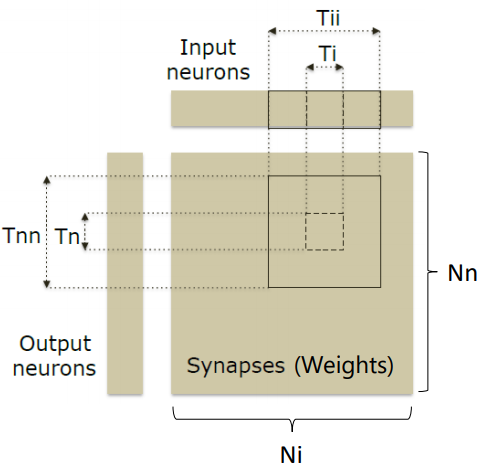 Tii
Input
neurons
Ti
Tnn
Tn
Nn
Output
neurons
Synapses (Weights)
Ni